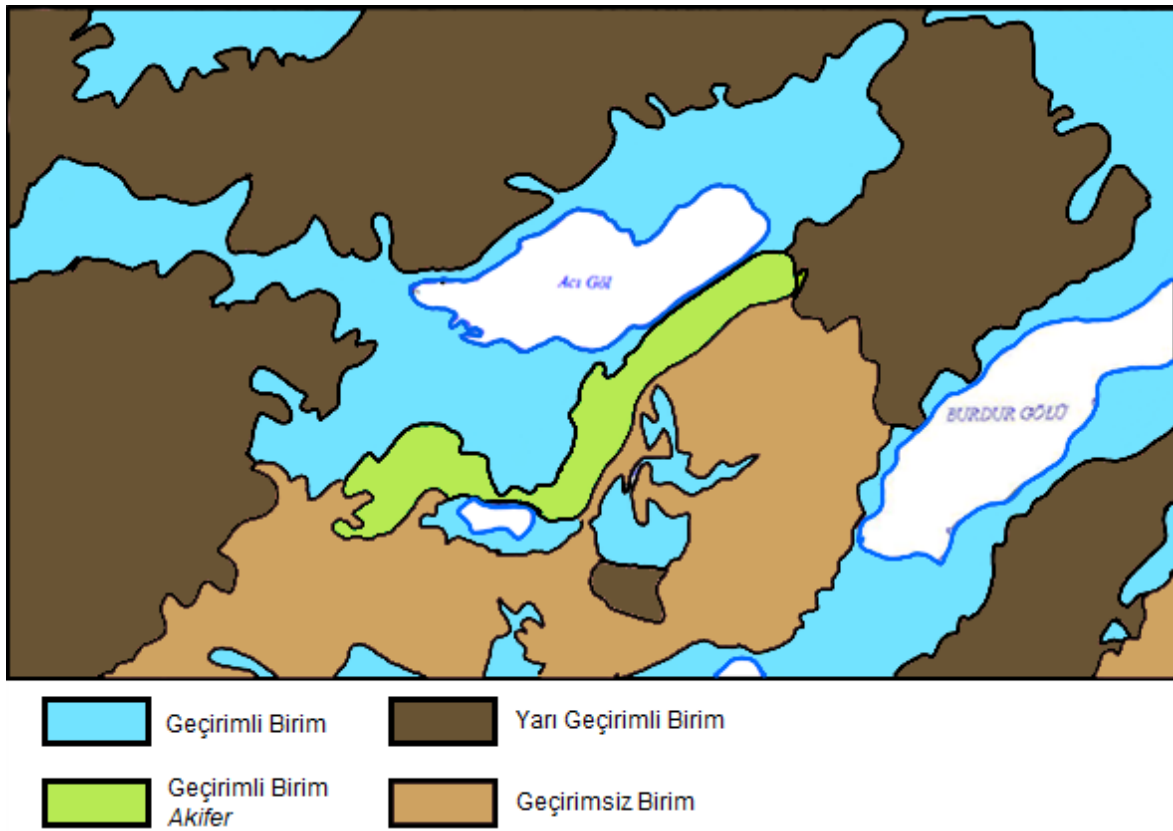 Acı Göl
BURDUR GÖLÜ
Geçirimli Birim
Yarı Geçirimli Birim
Geçirimli Birim
Akifer
Geçirimsiz Birim